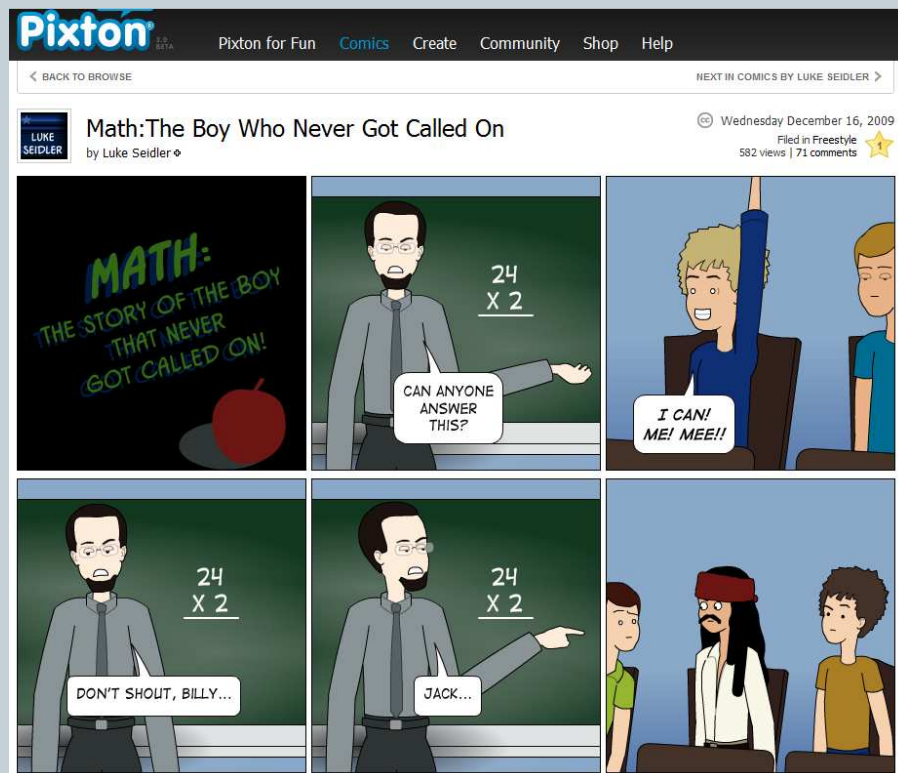 Pixton
2.0
BETA
Pixton for Fun Comics Create Community Shop Help
BACK TO BROWSE
NEXT IN COMICS BY LUKE SEIDLER
LUKE
SEIDLER
Math:The Boy Who Never Got Called On
by Luke Seidler
cc Wednesday December 16, 2009
Filed in Freestyle
582 views | 71 comments
1
MATH:
THE STORY OF THE BOY
THAT NEVER
GOT CALLED ON!
24
X 2
CAN ANYONE
ANSWER
THIS?
I CAN!
ME! MEE!!
24
X 2
DON'T SHOUT, BILLY...
24
X 2
JACK...